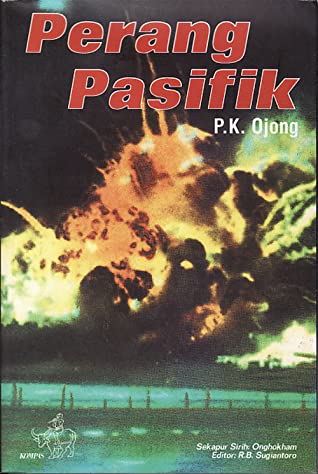 Perang
Pasifik
P.K. Ojong
Sekapur Sirih: Onghokham
Editor: R.B. Sugiantoro
KOMPAS